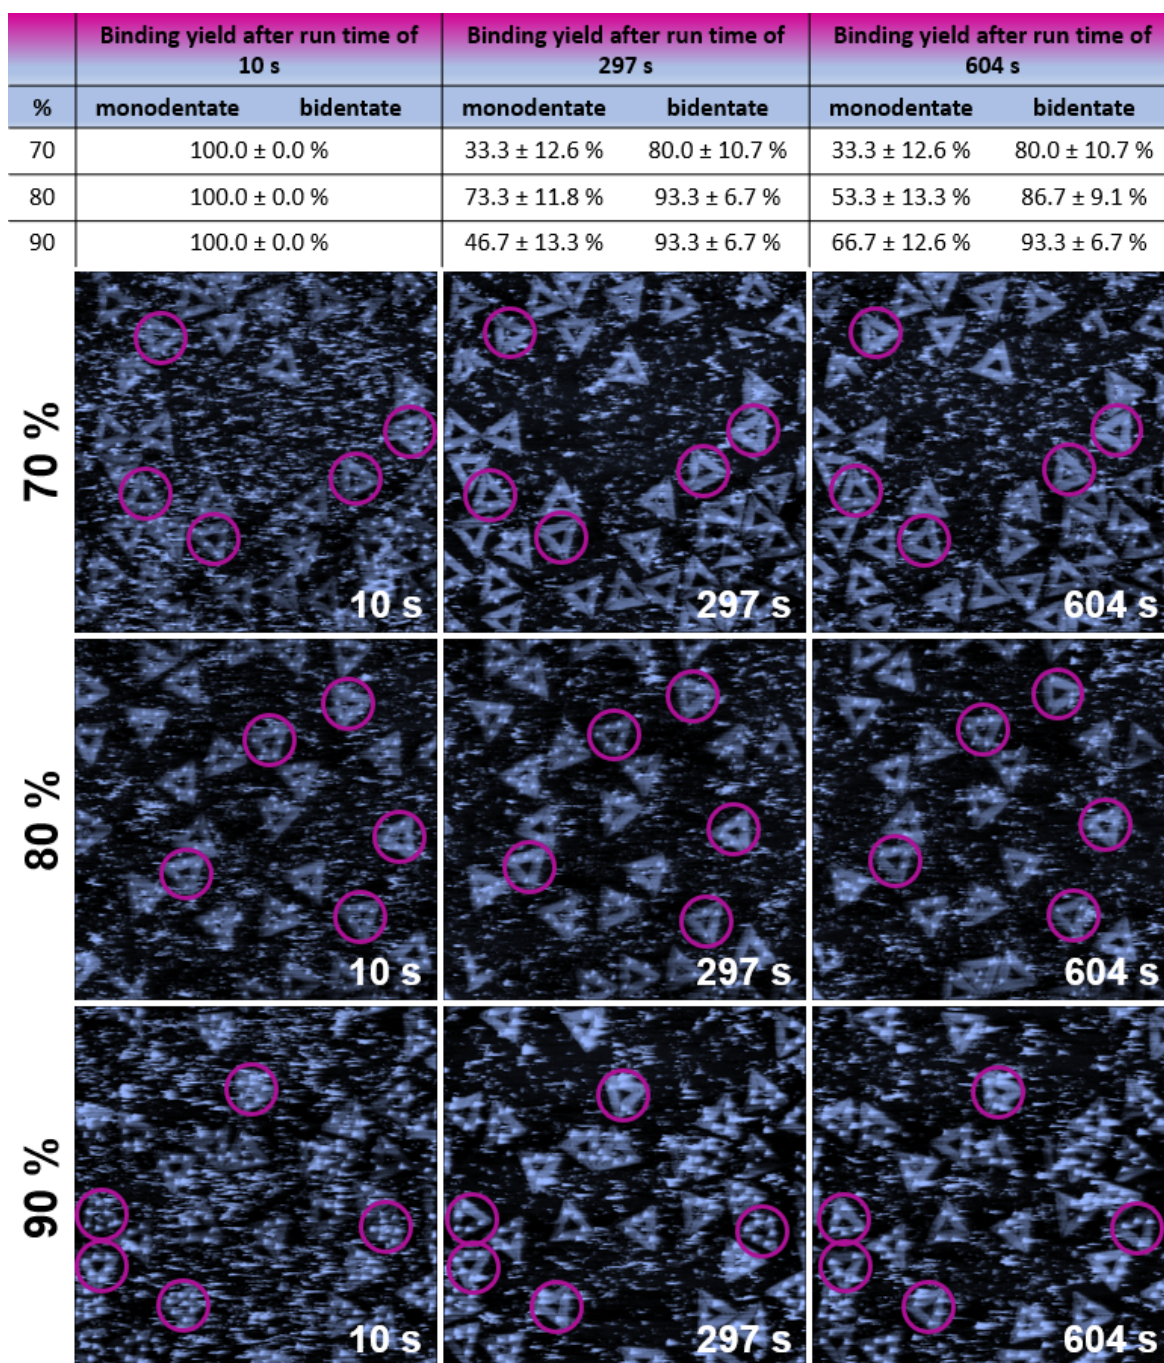 Binding yield after run time of 10 s Binding yield after run time of 297 s Binding yield after run time of 604 s
% monodentate bidentate monodentate bidentate monodentate bidentate
70 100.0 ± 0.0 % 33.3 ± 12.6 % 80.0 ± 10.7 % 33.3 ± 12.6 % 80.0 ± 10.7 %
80 100.0 ± 0.0 % 73.3 ± 11.8 % 93.3 ± 6.7 % 53.3 ± 13.3 % 86.7 ± 9.1 %
90 100.0 ± 0.0 % 46.7 ± 13.3 % 93.3 ± 6.7 % 66.7 ± 12.6 % 93.3 ± 6.7 %
70 %
10 s 297 s 604 s
80 %
10 s 297 s 604 s
90 %
10 s 297 s 604 s